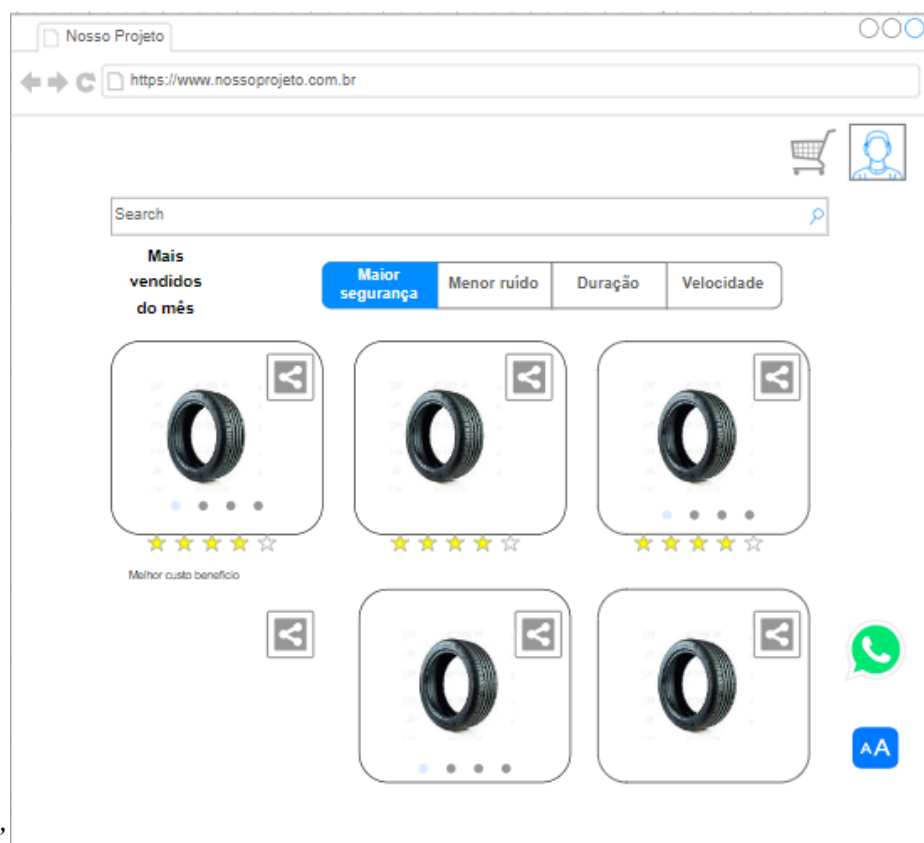 Nosso Projeto
https://www.nossoprojeto.com.br
Search
Mais
vendidos
do mês
Maior
segurança
Menor ruído
Duração
Velocidade
Melhor custo beneficio
AA
,